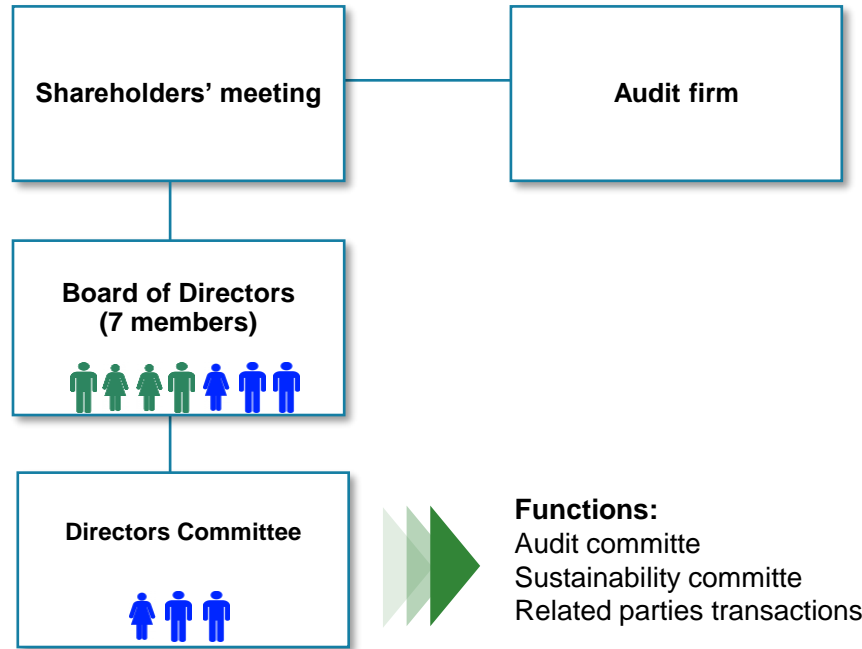 Shareholders’ meeting
Audit firm
Board of Directors
(7 members)
Directors Committee
Functions:
Audit committe
Sustainability committe
Related parties transactions